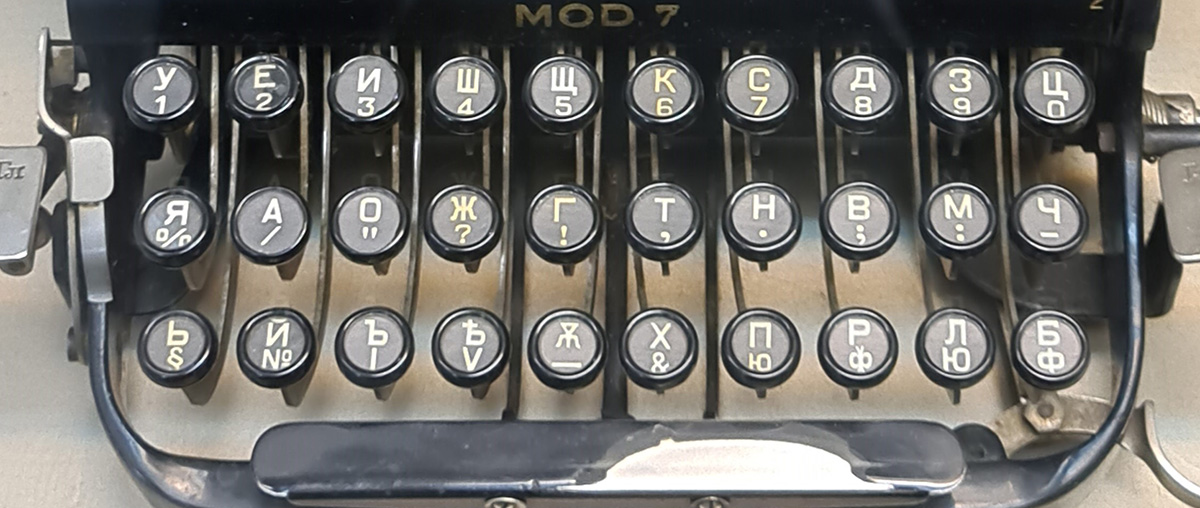 MOD 7
2
У Е И Ш Щ К С Д З Ц
1 2 3 4 5 6 7 8 9 0
Я А О Ж Г Т Н В М Ч
% / " ? ! , . ; : -
Ь Й Ъ Ѣ Ѫ Х П Р Л Б
§ № I V — & ю ф Ю Ф